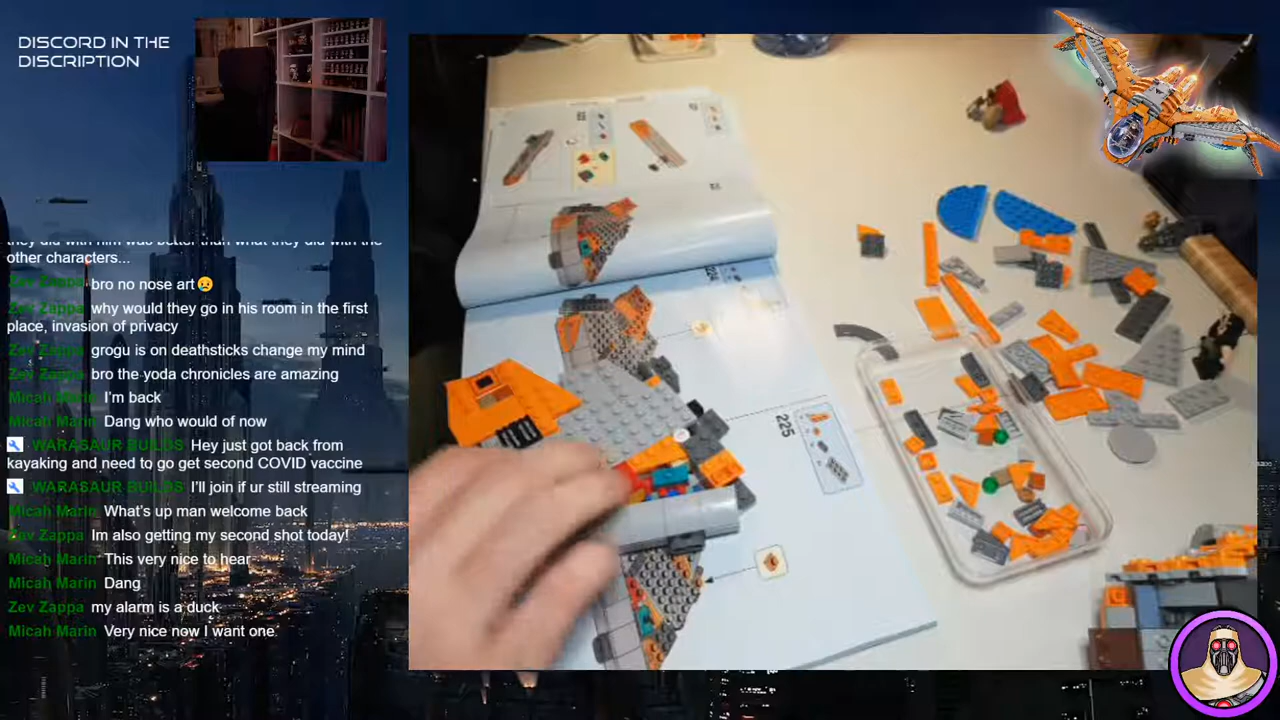 DISCORD IN THE
DISCRIPTION
they did with him was better than what they did with the
other characters...
Zev Zappa bro no nose art😥
Zev Zappa why would they go in his room in the first
place, invasion of privacy
Zev Zappa grogu is on deathsticks change my mind
Zev Zappa bro the yoda chronicles are amazing
Micah Marin I'm back
Micah Marin Dang who would of now
WARASAUR BUILDS Hey just got back from
kayaking and need to go get second COVID vaccine
WARASAUR BUILDS I'll join if ur still streaming
Micah Marin What's up man welcome back
Zev Zappa Im also getting my second shot today!
Micah Marin This very nice to hear
Micah Marin Dang
Zev Zappa my alarm is a duck
Micah Marin Very nice now I want one.
225